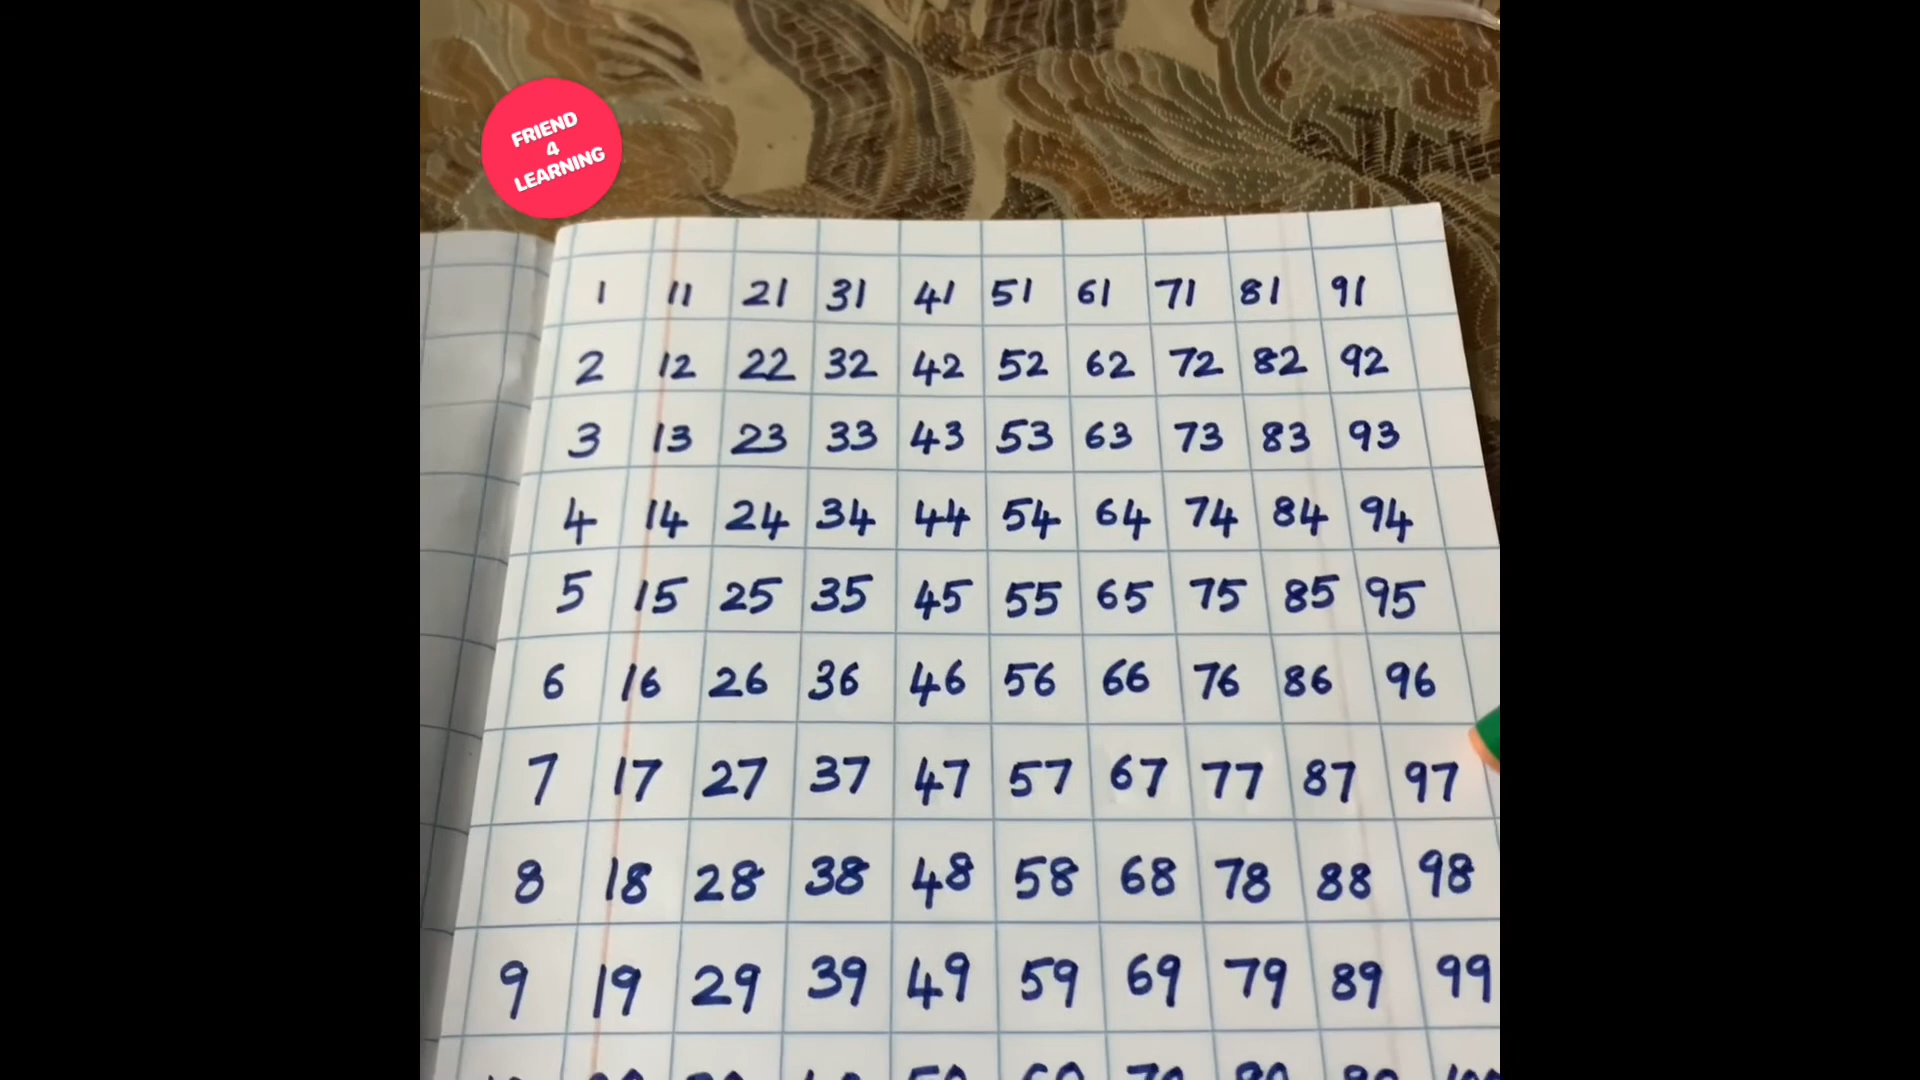 FRIEND
4
LEARNING
1 11 21 31 41 51 61 71 81 91
2 12 22 32 42 52 62 72 82 92
3 13 23 33 43 53 63 73 83 93
4 14 24 34 44 54 64 74 84 94
5 15 25 35 45 55 65 75 85 95
6 16 26 36 46 56 66 76 86 96
7 17 27 37 47 57 67 77 87 97
8 18 28 38 48 58 68 78 88 98
9 19 29 39 49 59 69 79 89 99